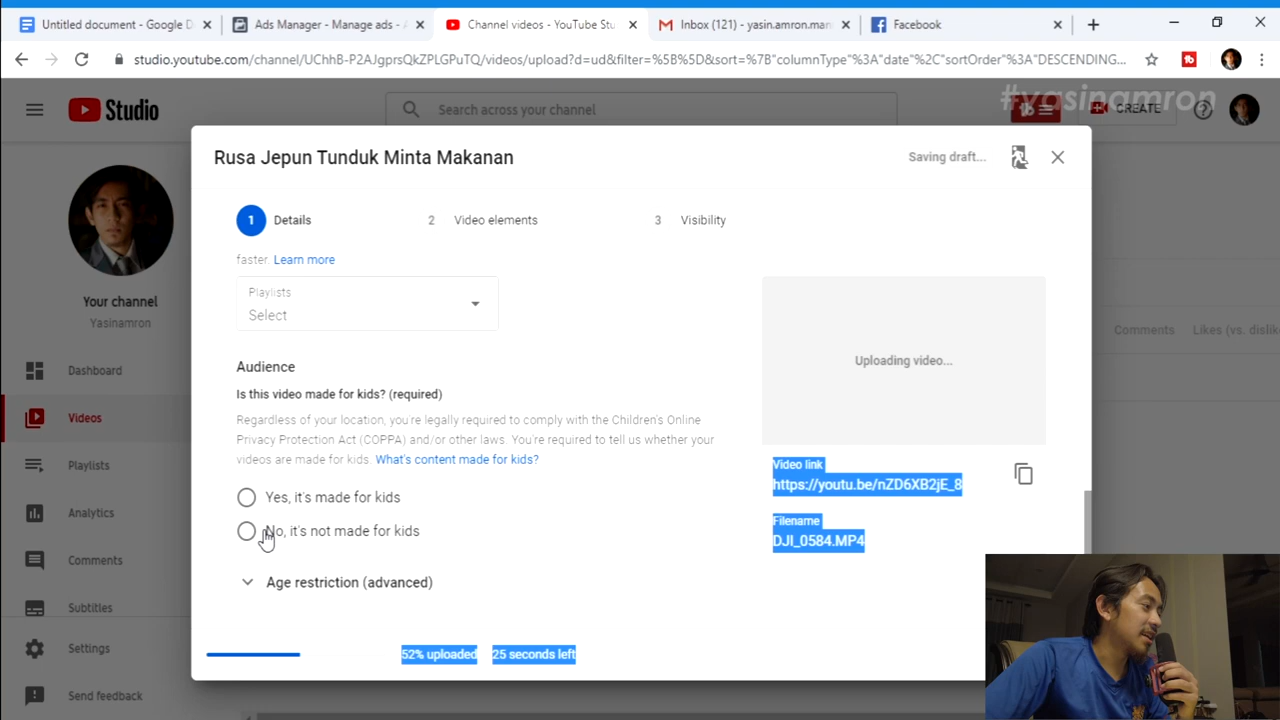 Untitled document - Google D
Ads Manager - Manage ads - A
Channel videos - YouTube Stu
Inbox (121) - yasin.amron.man
Facebook
studio.youtube.com/channel/UChhB-P2AJgprsQkZPLGPuTQ/videos/upload?d=ud&filter=%5B%5D&sort=%7B"columnType"%3A"date"%2C"sortOrder"%3A"DESCENDING...
Studio
Search across your channel
CREATE
#yasinamron
Rusa Jepun Tunduk Minta Makanan
Saving draft...
1 Details
2 Video elements
3 Visibility
faster. Learn more
Playlists
Select
Audience
Is this video made for kids? (required)
Regardless of your location, you're legally required to comply with the Children's Online
Privacy Protection Act (COPPA) and/or other laws. You're required to tell us whether your
videos are made for kids. What's content made for kids?
Yes, it's made for kids
No, it's not made for kids
Age restriction (advanced)
52% uploaded 25 seconds left
Uploading video...
Video link
https://youtu.be/nZD6XB2jE_8
Filename
DJI_0584.MP4
Your channel
Yasinamron
Dashboard
Videos
Playlists
Analytics
Comments
Subtitles
Settings
Send feedback
Comments
Likes (vs. dislik